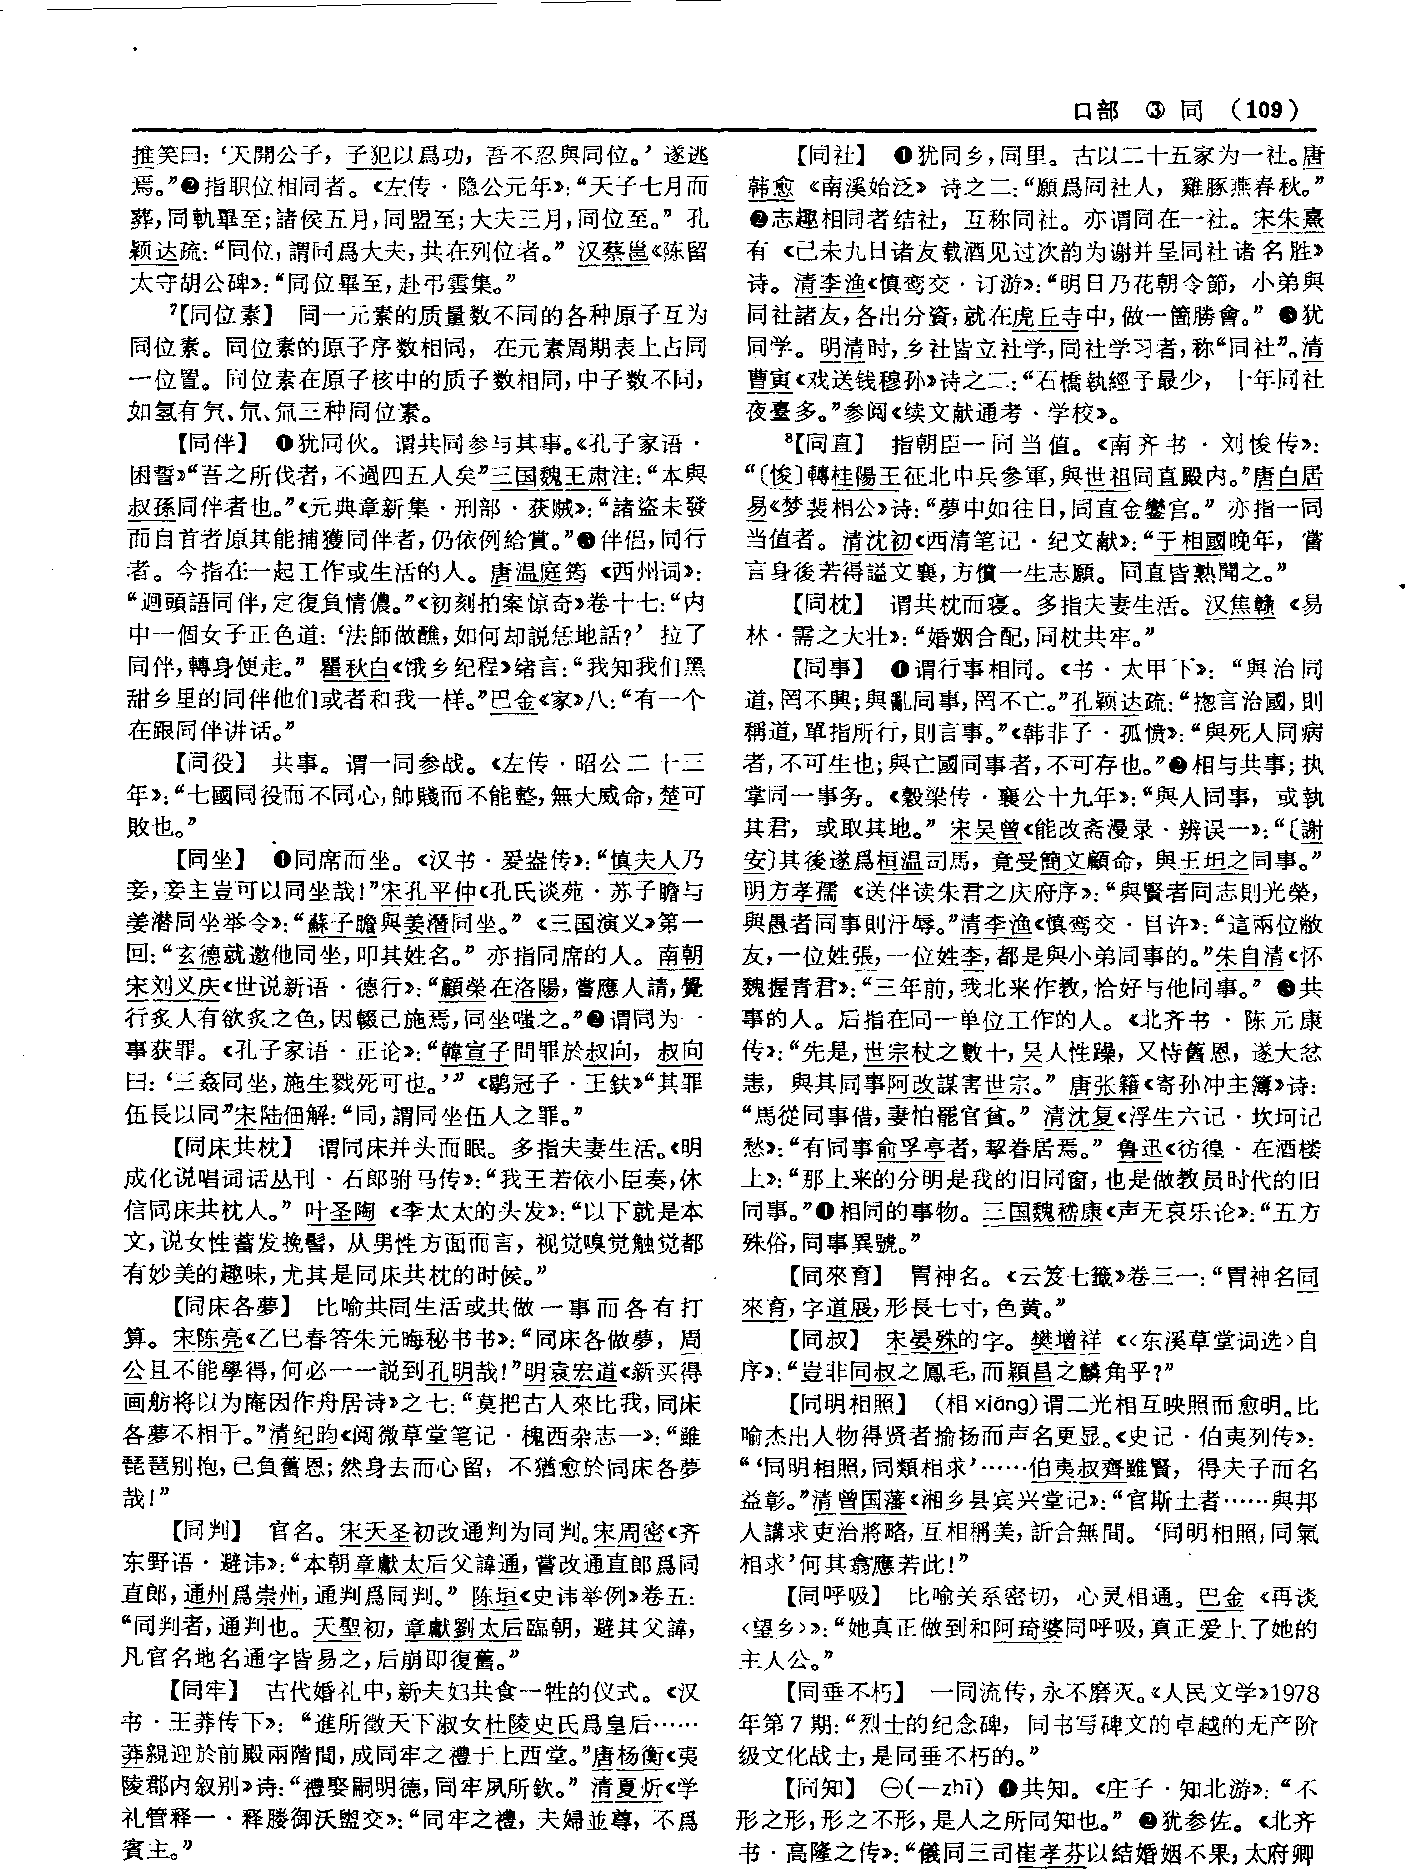 口部 ③ 同 (109)
推笑曰：‘天開公子，子犯以爲功，吾不忍與同位。’遂逃
焉。”❷指职位相同者。《左传·隐公元年》：“天子七月而
葬，同軌畢至；諸侯五月，同盟至；大夫三月，同位至。”孔
颖达疏：“同位，謂同爲大夫，共在列位者。”汉蔡邕《陈留
太守胡公碑》：“同位畢至，赴弔雲集。”
⁷【同位素】 同一元素的质量数不同的各种原子互为
同位素。同位素的原子序数相同，在元素周期表上占同
一位置。同位素在原子核中的质子数相同，中子数不同，
如氢有氕、氘、氚三种同位素。
【同伴】 ❶犹同伙。谓共同参与其事。《孔子家语·
困誓》“吾之所伐者，不過四五人矣”三国魏王肃注：“本與
叔孫同伴者也。”《元典章新集·刑部·获贼》：“諸盜未發
而自首者原其能捕獲同伴者，仍依例給賞。”❷伴侣，同行
者。今指在一起工作或生活的人。唐温庭筠《西州词》：
“迴頭語同伴，定復負情儂。”《初刻拍案惊奇》卷十七：“内
中一個女子正色道：‘法師做醮，如何却説恁地話？’拉了
同伴，轉身便走。”瞿秋白《饿乡纪程》绪言：“我知我们黑
甜乡里的同伴他们或者和我一样。”巴金《家》八：“有一个
在跟同伴讲话。”
【同役】 共事。谓一同参战。《左传·昭公二十三
年》：“七國同役而不同心，帥賤而不能整，無大威命，楚可
敗也。”
【同坐】 ❶同席而坐。《汉书·爰盎传》：“慎夫人乃
妾，妾主豈可以同坐哉！”宋孔平仲《孔氏谈苑·苏子瞻与
姜潜同坐举令》：“蘇子瞻與姜潛同坐。”《三国演义》第一
回：“玄德就邀他同坐，叩其姓名。”亦指同席的人。南朝
宋刘义庆《世说新语·德行》：“顧榮在洛陽，嘗應人請，覺
行炙人有欲炙之色，因輟己施焉，同坐嗤之。”❷谓同为一
事获罪。《孔子家语·正论》：“韓宣子問罪於叔向，叔向
曰：‘三姦同坐，施生戮死可也。’”《鶡冠子·王鈇》“其罪
伍長以同”宋陆佃解：“同，謂同坐伍人之罪。”
【同床共枕】 谓同床并头而眠。多指夫妻生活。《明
成化说唱词话丛刊·石郎驸马传》：“我王若依小臣奏，休
信同床共枕人。”叶圣陶《李太太的头发》：“以下就是本
文，说女性蓄发挽髻，从男性方面而言，视觉嗅觉触觉都
有妙美的趣味，尤其是同床共枕的时候。”
【同床各夢】 比喻共同生活或共做一事而各有打
算。宋陈亮《乙巳春答朱元晦秘书书》：“同床各做夢，周
公且不能學得，何必一一説到孔明哉！”明袁宏道《新买得
画舫将以为庵因作舟居诗》之七：“莫把古人來比我，同床
各夢不相干。”清纪昀《阅微草堂笔记·槐西杂志一》：“雖
琵琶别抱，已負舊恩；然身去而心留，不猶愈於同床各夢
哉！”
【同判】 官名。宋天圣初改通判为同判。宋周密《齐
东野语·避讳》：“本朝章獻太后父諱通，嘗改通直郎爲同
直郎，通州爲崇州，通判爲同判。”陈垣《史讳举例》卷五：
“同判者，通判也。天聖初，章獻劉太后臨朝，避其父諱，
凡官名地名通字皆易之，后崩即復舊。”
【同牢】 古代婚礼中，新夫妇共食一牲的仪式。《汉
书·王莽传下》：“進所徵天下淑女杜陵史氏爲皇后……
莽親迎於前殿兩階間，成同牢之禮于上西堂。”唐杨衡《夷
陵郡内叙别》诗：“禮娶嗣明德，同牢夙所欽。”清夏炘《学
礼管释一·释媵御沃盥交》：“同牢之禮，夫婦並尊，不爲
賓主。”
【同社】 ❶犹同乡，同里。古以二十五家为一社。唐
韩愈《南溪始泛》诗之二：“願爲同社人，雞豚燕春秋。”
❷志趣相同者结社，互称同社。亦谓同在一社。宋朱熹
有《己未九日诸友载酒见过次韵为谢并呈同社诸名胜》
诗。清李渔《慎鸾交·订游》：“明日乃花朝令節，小弟與
同社諸友，各出分資，就在虎丘寺中，做一箇勝會。”❸犹
同学。明清时，乡社皆立社学，同社学习者，称“同社”。清
曹寅《戏送钱穆孙》诗之二：“石橋執經予最少，十年同社
夜臺多。”参阅《续文献通考·学校》。
⁸【同直】 指朝臣一同当值。《南齐书·刘悛传》：
“〔悛〕轉桂陽王征北中兵參軍，與世祖同直殿内。”唐白居
易《梦裴相公》诗：“夢中如往日，同直金鑾宫。”亦指一同
当值者。清沈初《西清笔记·纪文献》：“于相國晚年，嘗
言身後若得謚文襄，方償一生志願。同直皆熟聞之。”
【同枕】 谓共枕而寝。多指夫妻生活。汉焦赣《易
林·需之大壮》：“婚姻合配，同枕共牢。”
【同事】 ❶谓行事相同。《书·太甲下》：“與治同
道，罔不興；與亂同事，罔不亡。”孔颖达疏：“揔言治國，則
稱道，單指所行，則言事。”《韩非子·孤愤》：“與死人同病
者，不可生也；與亡國同事者，不可存也。”❷相与共事；执
掌同一事务。《穀梁传·襄公十九年》：“與人同事，或執
其君，或取其地。”宋吴曾《能改斋漫录·辨误一》：“〔謝
安〕其後遂爲桓温司馬，竟受簡文顧命，與王坦之同事。”
明方孝孺《送伴读朱君之庆府序》：“與賢者同志則光榮，
與愚者同事則汙辱。”清李渔《慎鸾交·目许》：“這兩位敝
友，一位姓張，一位姓李，都是與小弟同事的。”朱自清《怀
魏握青君》：“三年前，我北来作教，恰好与他同事。”❸共
事的人。后指在同一单位工作的人。《北齐书·陈元康
传》：“先是，世宗杖之數十，吴人性躁，又恃舊恩，遂大忿
恚，與其同事阿改謀害世宗。”唐张籍《寄孙冲主簿》诗：
“馬從同事借，妻怕罷官貧。”清沈复《浮生六记·坎坷记
愁》：“有同事俞孚亭者，挈眷居焉。”鲁迅《彷徨·在酒楼
上》：“那上来的分明是我的旧同窗，也是做教员时代的旧
同事。”❹相同的事物。三国魏嵇康《声无哀乐论》：“五方
殊俗，同事異號。”
【同來育】 胃神名。《云笈七籤》卷三一：“胃神名同
來育，字道展，形長七寸，色黄。”
【同叔】 宋晏殊的字。樊增祥《〈东溪草堂词选〉自
序》：“豈非同叔之鳳毛，而穎昌之麟角乎？”
【同明相照】 (相xiāng)谓二光相互映照而愈明。比
喻杰出人物得贤者揄扬而声名更显。《史记·伯夷列传》：
“‘同明相照，同類相求’……伯夷叔齊雖賢，得夫子而名
益彰。”清曾国藩《湘乡县宾兴堂记》：“官斯土者……與邦
人講求吏治將略，互相稱美，訢合無間。‘同明相照，同氣
相求’何其翕應若此！”
【同呼吸】 比喻关系密切，心灵相通。巴金《再谈
〈望乡〉》：“她真正做到和阿琦婆同呼吸，真正爱上了她的
主人公。”
【同垂不朽】 一同流传，永不磨灭。《人民文学》1978
年第7期：“烈士的纪念碑，同书写碑文的卓越的无产阶
级文化战士，是同垂不朽的。”
【同知】 ㊀(－zhī) ❶共知。《庄子·知北游》：“不
形之形，形之不形，是人之所同知也。”❷犹参佐。《北齐
书·高隆之传》：“儀同三司崔孝芬以結婚姻不果，太府卿